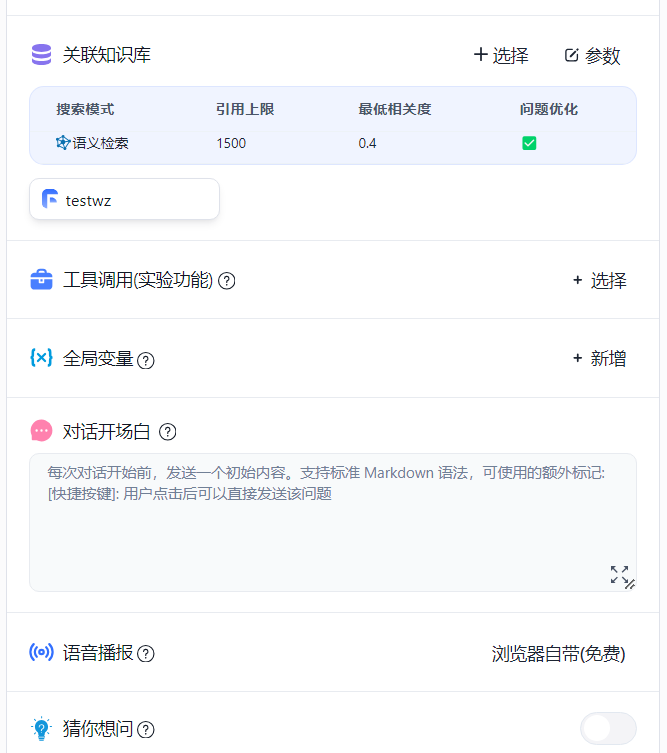 关联知识库 选择 参数
搜索模式 引用上限 最低相关度 问题优化
语义检索 1500 0.4
testwz
工具调用(实验功能) ? + 选择
{x} 全局变量 ? + 新增
对话开场白 ?
每次对话开始前，发送一个初始内容。支持标准 Markdown 语法，可使用的额外标记:
[快捷按键]: 用户点击后可以直接发送该问题
语音播报 ? 浏览器自带(免费)
猜你想问 ?